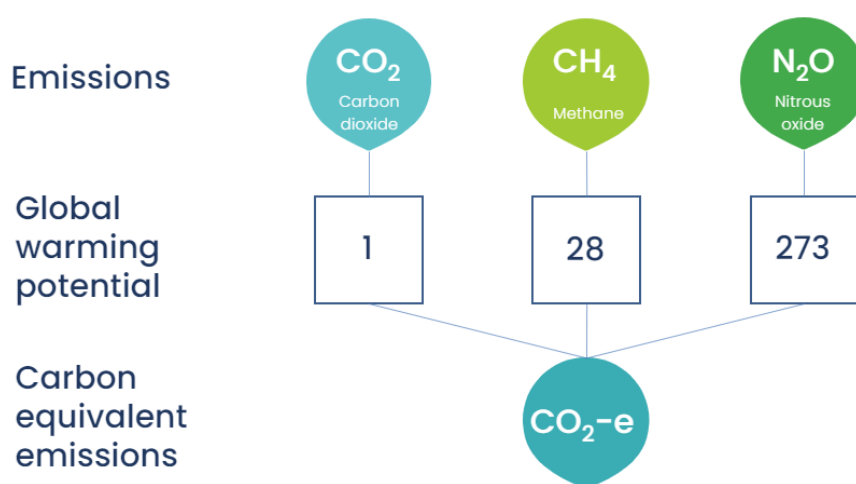 Emissions
CO₂
Carbon
dioxide
CH₄
Methane
N₂O
Nitrous
oxide
Global
warming
potential
1
28
273
Carbon
equivalent
emissions
CO₂-e